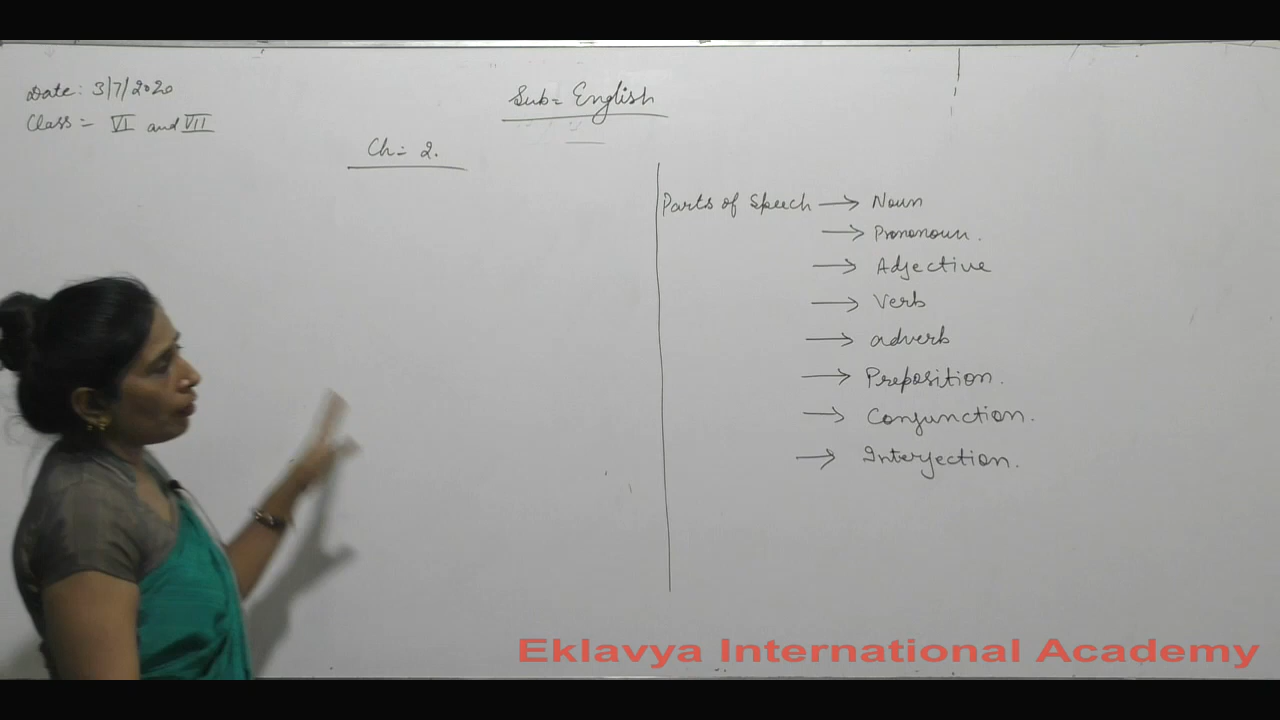 Date: 3/7/2020
Sub= English
Class= VI and VII
Ch= 2.
Parts of Speech → Noun
→ Prononoun.
→ Adjective
→ Verb
→ adverb
→ Preposition.
→ Conjunction.
→ Interjection.
Eklavya International Academy